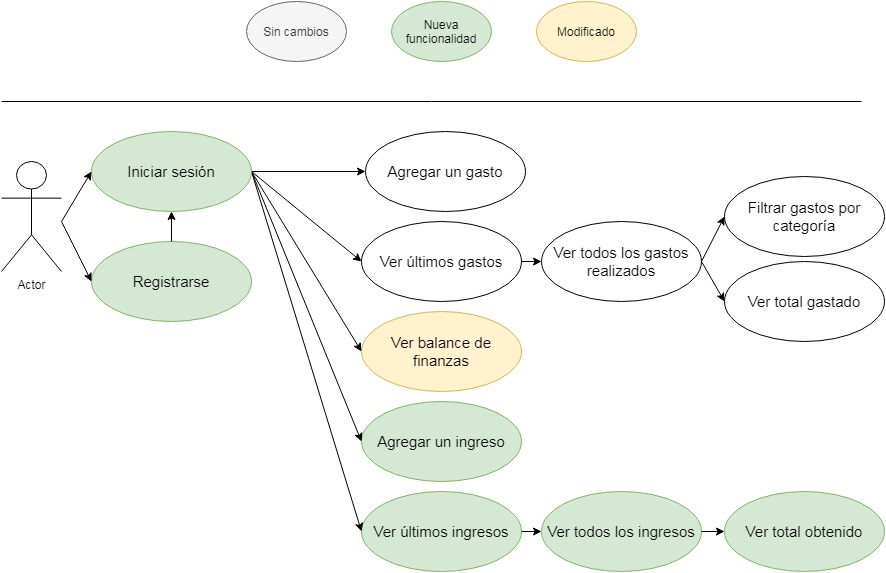 Sin cambios
Nueva
funcionalidad
Modificado
Iniciar sesión
Agregar un gasto
Filtrar gastos por
categoría
Ver últimos gastos
Ver todos los gastos
realizados
Registrarse
Actor
Ver total gastado
Ver balance de
finanzas
Agregar un ingreso
Ver últimos ingresos
Ver todos los ingresos
Ver total obtenido